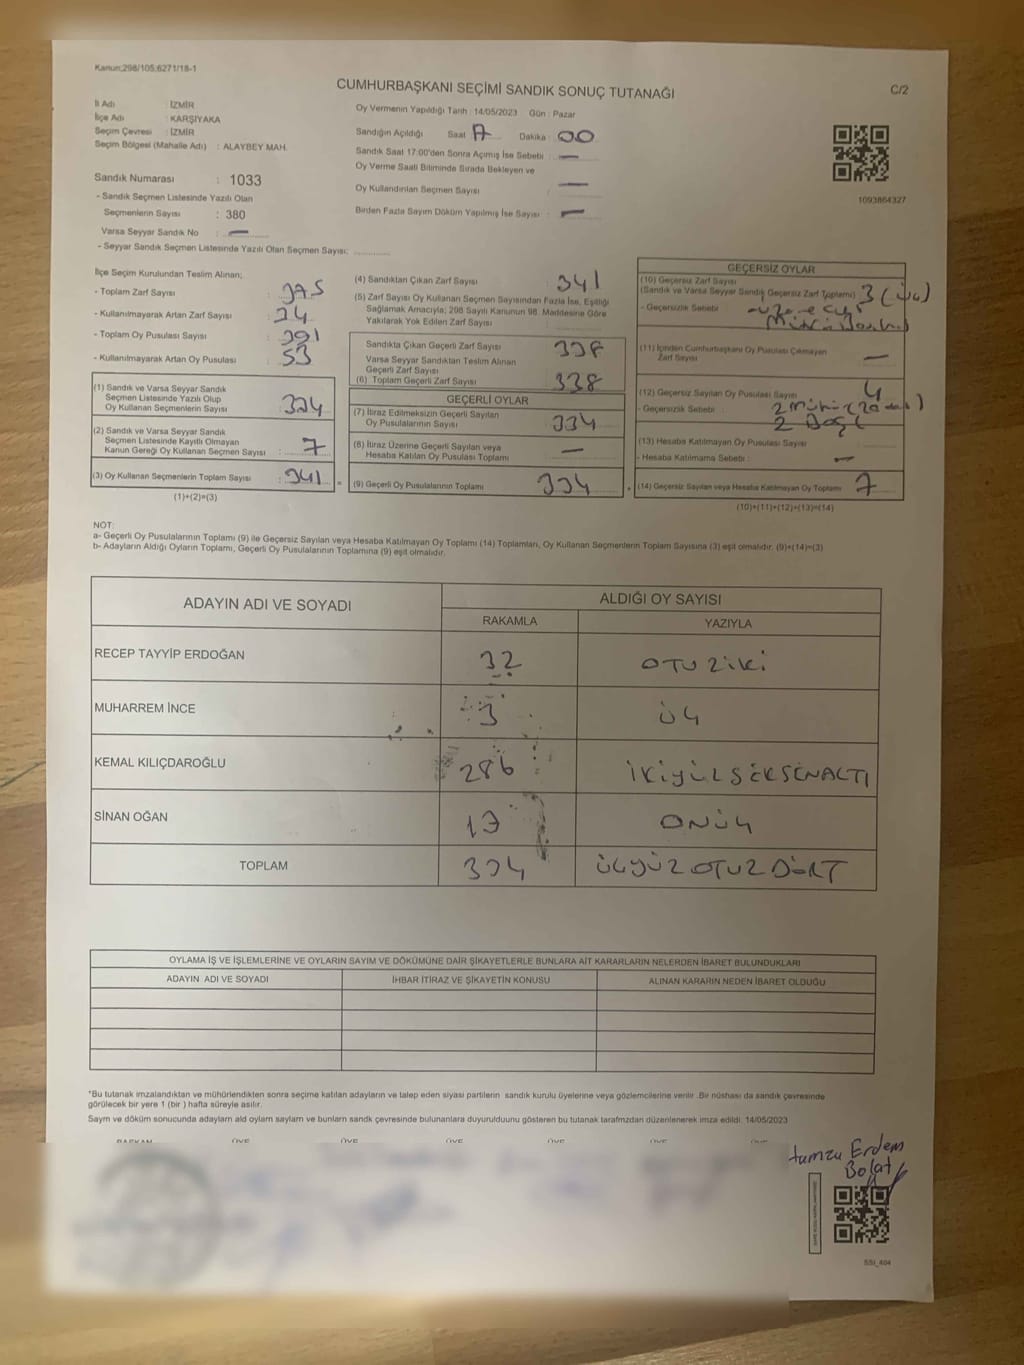 Kanun;298/105;6271/18-1
CUMHURBAŞKANI SEÇİMİ SANDIK SONUÇ TUTANAĞI
C/2
İl Adı : İZMİR
İlçe Adı : KARŞIYAKA
Seçim Çevresi : İZMİR
Seçim Bölgesi (Mahalle Adı) : ALAYBEY MAH.
Sandık Numarası : 1033
- Sandık Seçmen Listesinde Yazılı Olan
Seçmenlerin Sayısı : 380
Varsa Seyyar Sandık No : —
- Seyyar Sandık Seçmen Listesinde Yazılı Olan Seçmen Sayısı:
Oy Vermenin Yapıldığı Tarih : 14/05/2023 Gün : Pazar
Sandığın Açıldığı Saat 17 Dakika : 00
Sandık Saat 17:00'den Sonra Açımış İse Sebebi : —
Oy Verme Saati Bitiminde Sırada Bekleyen ve
Oy Kullandırılan Seçmen Sayısı —
Birden Fazla Sayım Döküm Yapılmış İse Sayısı : —
1093864327
İlçe Seçim Kurulundan Teslim Alınan;
- Toplam Zarf Sayısı
- Kullanılmayarak Artan Zarf Sayısı
- Toplam Oy Pusulası Sayısı 391
- Kullanılmayarak Artan Oy Pusulası 53
(1) Sandık ve Varsa Seyyar Sandık
Seçmen Listesinde Yazılı Olup
Oy Kullanan Seçmenlerin Sayısı 334
(2) Sandık ve Varsa Seyyar Sandık
Seçmen Listesinde Kayıtlı Olmayan
Kanun Gereği Oy Kullanan Seçmen Sayısı : 7
(3) Oy Kullanan Seçmenlerin Toplam Sayısı : 341
(1)+(2)=(3)
(4) Sandıktan Çıkan Zarf Sayısı 341
(5) Zarf Sayısı Oy Kullanan Seçmen Sayısından Fazla İse, Eşitliği
Sağlamak Amacıyla; 298 Sayılı Kanunun 98. Maddesine Göre
Yakılarak Yok Edilen Zarf Sayısı
Sandıkta Çıkan Geçerli Zarf Sayısı 338
Varsa Seyyar Sandıktan Teslim Alınan
Geçerli Zarf Sayısı
(6) Toplam Geçerli Zarf Sayısı 338
GEÇERLİ OYLAR
(7) İtiraz Edilmeksizin Geçerli Sayılan
Oy Pusulalarının Sayısı 334
(8) İtiraz Üzerine Geçerli Sayılan veya
Hesaba Katılan Oy Pusulası Toplamı —
(9) Geçerli Oy Pusulalarının Toplamı 334
GEÇERSİZ OYLAR
(10) Geçersiz Zarf Sayısı
(Sandık ve Varsa Seyyar Sandık Geçersiz Zarf Toplamı) 3 (üç)
- Geçersizlik Sebebi :
(11) İçinden Cumhurbaşkanı Oy Pusulası Çıkmayan
Zarf Sayısı —
(12) Geçersiz Sayılan Oy Pusulası Sayısı 4
- Geçersizlik Sebebi : 2 mühür
2 Boş
(13) Hesaba Katılmayan Oy Pusulası Sayısı
- Hesaba Katılmama Sebebi : —
(14) Geçersiz Sayılan veya Hesaba Katılmayan Oy Toplamı 7
(10)+(11)+(12)+(13)=(14)
NOT:
a- Geçerli Oy Pusulalarının Toplamı (9) ile Geçersiz Sayılan veya Hesaba Katılmayan Oy Toplamı (14) Toplamları, Oy Kullanan Seçmenlerin Toplam Sayısına (3) eşit olmalıdır. (9)+(14)=(3)
b- Adayların Aldığı Oyların Toplamı, Geçerli Oy Pusulalarının Toplamına (9) eşit olmalıdır.
ADAYIN ADI VE SOYADI
ALDIĞI OY SAYISI
RAKAMLA YAZIYLA
RECEP TAYYİP ERDOĞAN 32 OTUZİKİ
MUHARREM İNCE 3 ÜÇ
KEMAL KILIÇDAROĞLU 286 İKİYÜZSEKSENALTI
SİNAN OĞAN 13 ONÜÇ
TOPLAM 334 ÜÇYÜZ OTUZ DÖRT
OYLAMA İŞ VE İŞLEMLERİNE VE OYLARIN SAYIM VE DÖKÜMÜNE DAİR ŞİKAYETLERLE BUNLARA AİT KARARLARIN NELERDEN İBARET BULUNDUKLARI
ADAYIN ADI VE SOYADI İHBAR İTİRAZ VE ŞİKAYETİN KONUSU ALINAN KARARIN NEDEN İBARET OLDUĞU
*Bu tutanak imzalandıktan ve mühürlendikten sonra seçime katılan adayların ve talep eden siyasi partilerin sandık kurulu üyelerine veya gözlemcilerine verilir .Bir nüshası da sandık çevresinde
görülecek bir yere 1 (bir ) hafta süreyle asılır.
Sayım ve döküm sonucunda adayların ald oyların sayları ve bunların sandk çevresinde bulunanlara duyurulduunu gösteren bu tutanak tarafmzdan düzenlenerek imza edildi. 14/05/2023
BAŞKAN ÜYE ÜYE ÜYE ÜYE ÜYE ÜYE
Erdem
Bolat
SSI_404